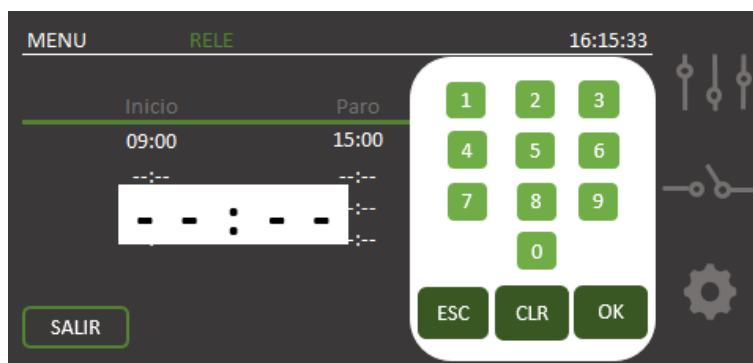 MENU RELE 16:15:33
Inicio Paro
09:00 15:00
--:-- --:--
--:--
--:--
- - : - -
1 2 3
4 5 6
7 8 9
0
ESC CLR OK
SALIR